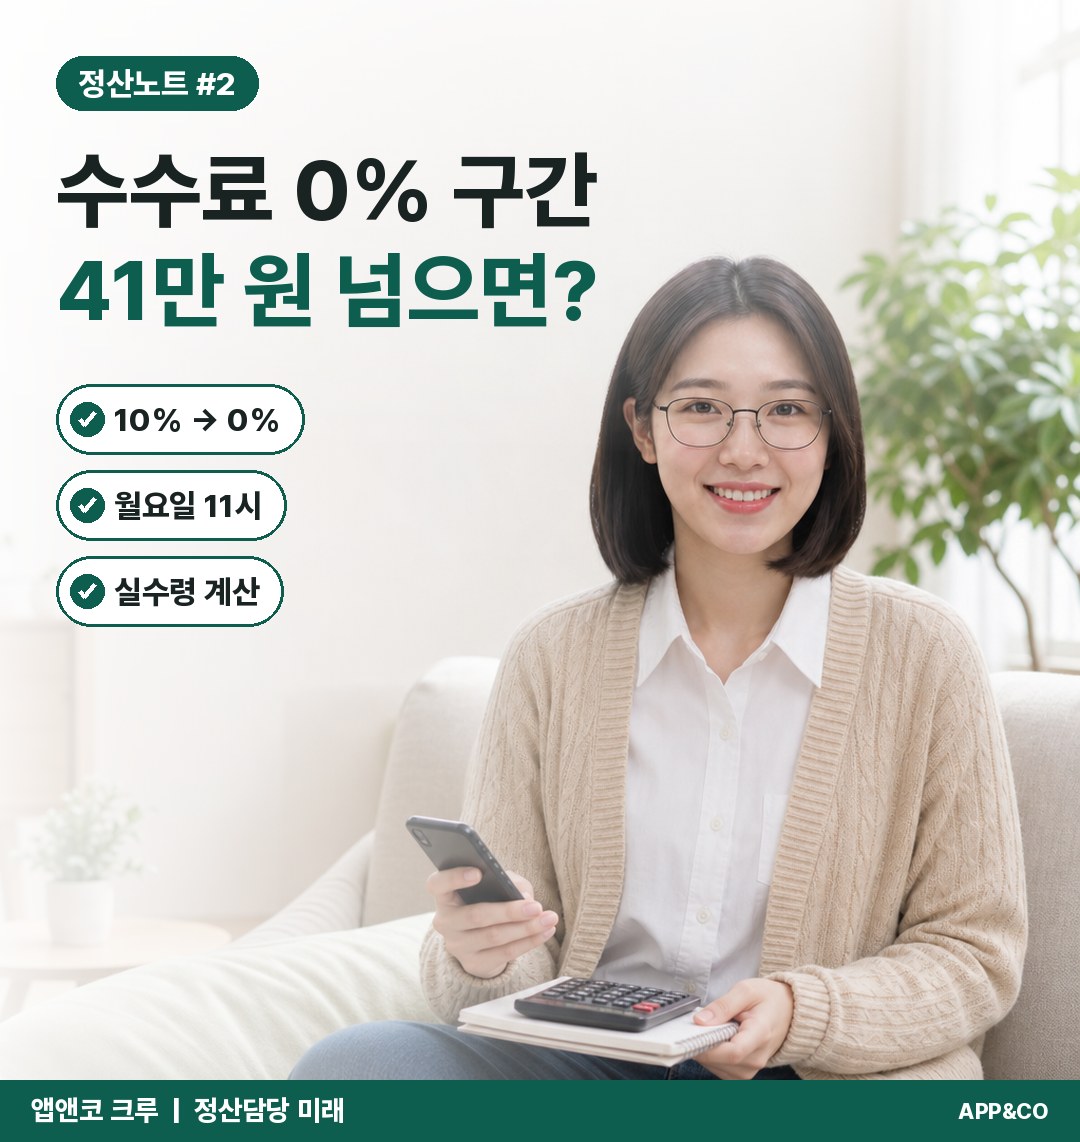 정산노트 #2
수수료 0% 구간
41만 원 넘으면?
10% → 0%
월요일 11시
실수령 계산
앱앤코 크루 | 정산담당 미래
APP&CO